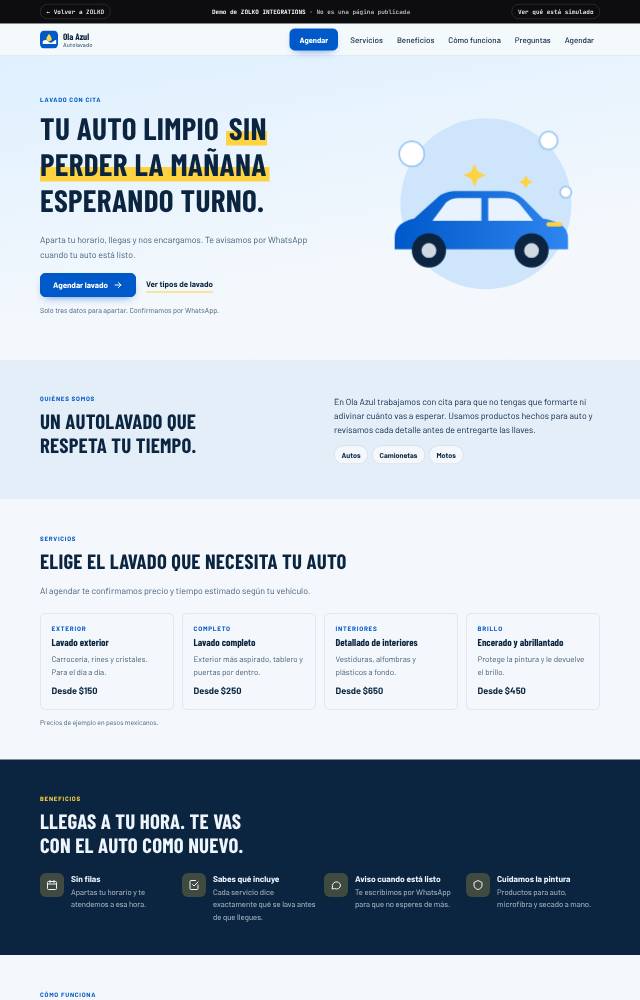 ← Volver a ZOLKO
Demo de ZOLKO INTEGRATIONS · No es una página publicada
Ver qué está simulado
Ola Azul
Autolavado
Agendar
Servicios
Beneficios
Cómo funciona
Preguntas
Agendar
LAVADO CON CITA
TU AUTO LIMPIO SIN
PERDER LA MAÑANA
ESPERANDO TURNO.
Aparta tu horario, llegas y nos encargamos. Te avisamos por WhatsApp
cuando tu auto está listo.
Agendar lavado →
Ver tipos de lavado
Solo tres datos para apartar. Confirmamos por WhatsApp.
QUIÉNES SOMOS
UN AUTOLAVADO QUE
RESPETA TU TIEMPO.
En Ola Azul trabajamos con cita para que no tengas que formarte ni
adivinar cuánto vas a esperar. Usamos productos hechos para auto y
revisamos cada detalle antes de entregarte las llaves.
Autos
Camionetas
Motos
SERVICIOS
ELIGE EL LAVADO QUE NECESITA TU AUTO
Al agendar te confirmamos precio y tiempo estimado según tu vehículo.
EXTERIOR
Lavado exterior
Carrocería, rines y cristales.
Para el día a día.
Desde $150
COMPLETO
Lavado completo
Exterior más aspirado, tablero y
puertas por dentro.
Desde $250
INTERIORES
Detallado de interiores
Vestiduras, alfombras y
plásticos a fondo.
Desde $650
BRILLO
Encerado y abrillantado
Protege la pintura y le devuelve
el brillo.
Desde $450
Precios de ejemplo en pesos mexicanos.
BENEFICIOS
LLEGAS A TU HORA. TE VAS
CON EL AUTO COMO NUEVO.
Sin filas
Apartas tu horario y te
atendemos a esa hora.
Sabes qué incluye
Cada servicio dice
exactamente qué se lava antes
de que llegues.
Aviso cuando está listo
Te escribimos por WhatsApp
para que no esperes de más.
Cuidamos la pintura
Productos para auto,
microfibra y secado a mano.
CÓMO FUNCIONA